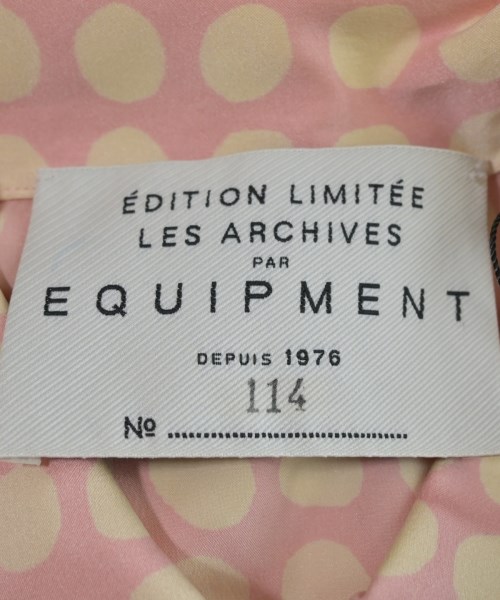 ÉDITION LIMITÉE
LES ARCHIVES
PAR
EQUIPMENT
DEPUIS 1976
114
Nº ........................................